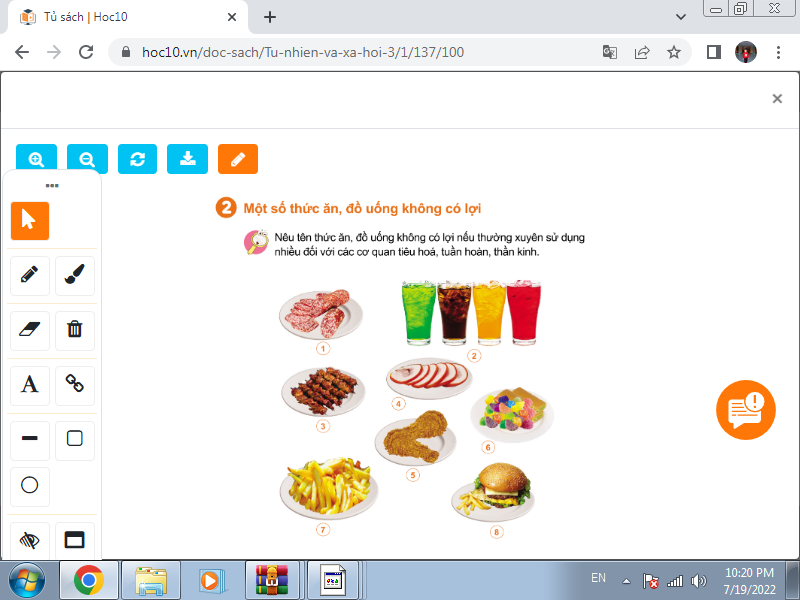 Tủ sách | Hoc10
hoc10.vn/doc-sach/Tu-nhien-va-xa-hoi-3/1/137/100
2 Một số thức ăn, đồ uống không có lợi
Nêu tên thức ăn, đồ uống không có lợi nếu thường xuyên sử dụng
nhiều đối với các cơ quan tiêu hoá, tuần hoàn, thần kinh.
1
2
3
4
5
6
7
8
A
EN
10:20 PM
7/19/2022